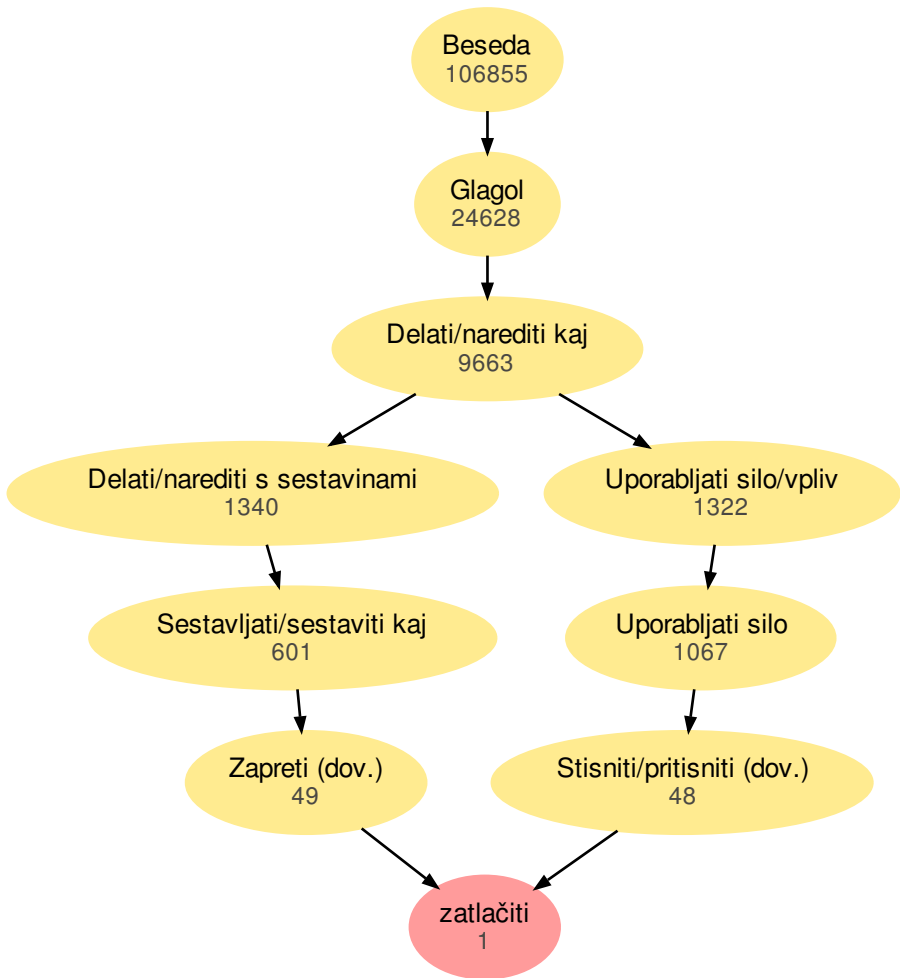 Beseda
106855
Glagol
24628
Delati/narediti kaj
9663
Delati/narediti s sestavinami
1340
Uporabljati silo/vpliv
1322
Sestavljati/sestaviti kaj
601
Uporabljati silo
1067
Zapreti (dov.)
49
Stisniti/pritisniti (dov.)
48
zatlačiti
1